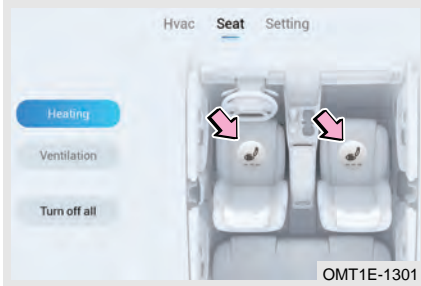 Hvac Seat Setting
Heating
Ventilation
Turn off all
OMT1E-1301